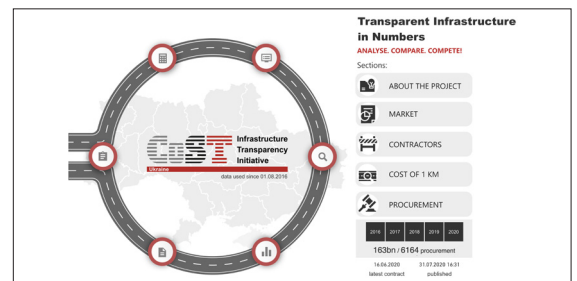 Transparent Infrastructure
in Numbers
ANALYSE. COMPARE. COMPETE!
Sections:
ABOUT THE PROJECT
MARKET
CONTRACTORS
COST OF 1 KM
PROCUREMENT
2016 2017 2018 2019 2020
163bn / 6164 procurement
16.06.2020 31.07.2020 16:31
latest contract published
CoST
Infrastructure
Transparency
Initiative
Ukraine
data used since 01.08.2016